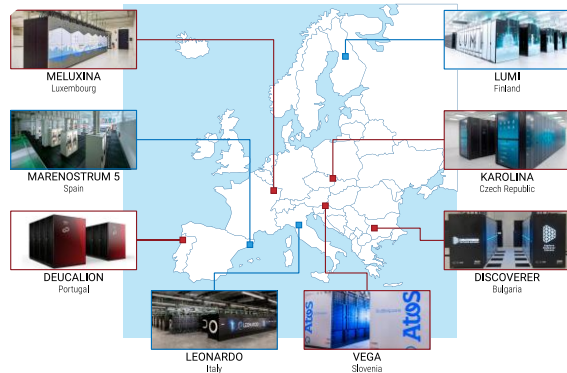 MELUXINA
Luxembourg
LUMI
LUMI
Finland
MARENOSTRUM 5
Spain
KAROLINA
Czech Republic
DEUCALION
Portugal
DISCOVERER
Bulgaria
LEONARDO
Italy
Atos
Atos
VEGA
Slovenia